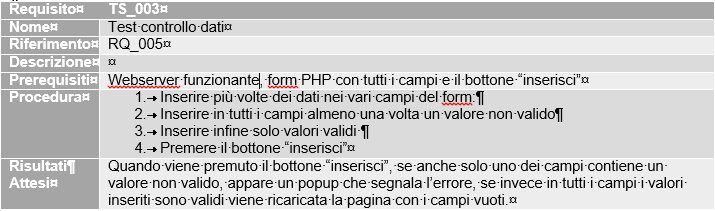 Requisito TS_003
Nome Test controllo dati
Riferimento RQ_005
Descrizione
Prerequisiti Webserver funzionante, form PHP con tutti i campi e il bottone “inserisci”
Procedura 1. Inserire più volte dei dati nei vari campi del form:
2. Inserire in tutti i campi almeno una volta un valore non valido
3. Inserire infine solo valori validi
4. Premere il bottone “inserisci”
Risultati Quando viene premuto il bottone “inserisci”, se anche solo uno dei campi contiene un
Attesi valore non valido, appare un popup che segnala l’errore, se invece in tutti i campi i valori
inseriti sono validi viene ricaricata la pagina con i campi vuoti.